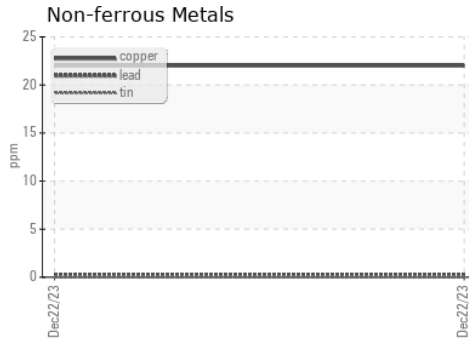 Non-ferrous Metals
25
20
15
10
5
0
ppm
copper
lead
tin
Dec22/23
Dec22/23